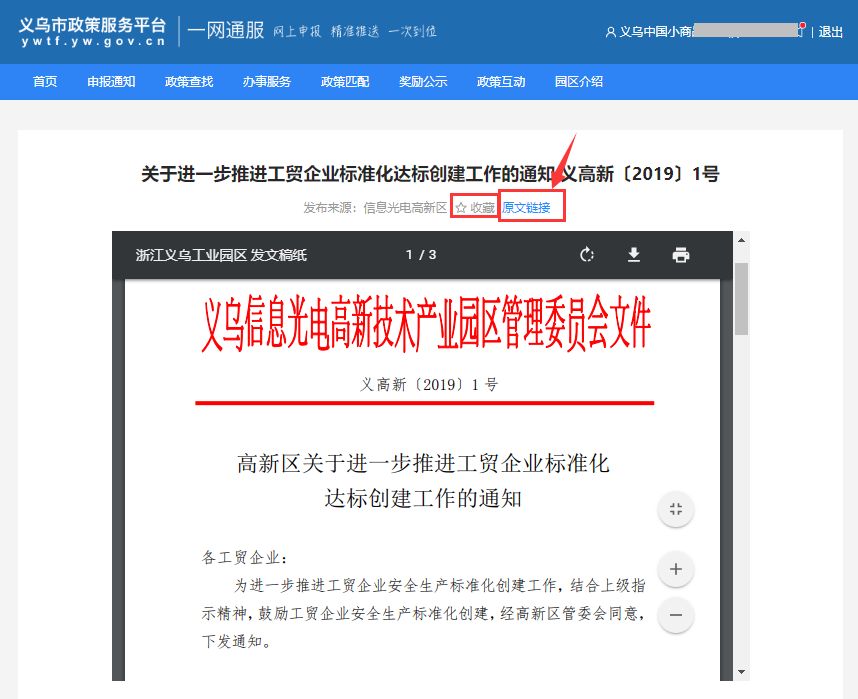 义乌市政策服务平台
ywtf.yw.gov.cn
一网通服 网上申报 精准推送 一次到位
义乌中国小商
退出
首页 申报通知 政策查找 办事服务 政策匹配 奖励公示 政策互动 园区介绍
关于进一步推进工贸企业标准化达标创建工作的通知 义高新〔2019〕1号
发布来源：信息光电高新区 ☆ 收藏 原文链接
浙江义乌工业园区 发文稿纸 1 / 3
义乌信息光电高新技术产业园区管理委员会文件
义高新〔2019〕1 号
高新区关于进一步推进工贸企业标准化
达标创建工作的通知
各工贸企业：
为进一步推进工贸企业安全生产标准化创建工作，结合上级指
示精神，鼓励工贸企业安全生产标准化创建，经高新区管委会同意，
下发通知。